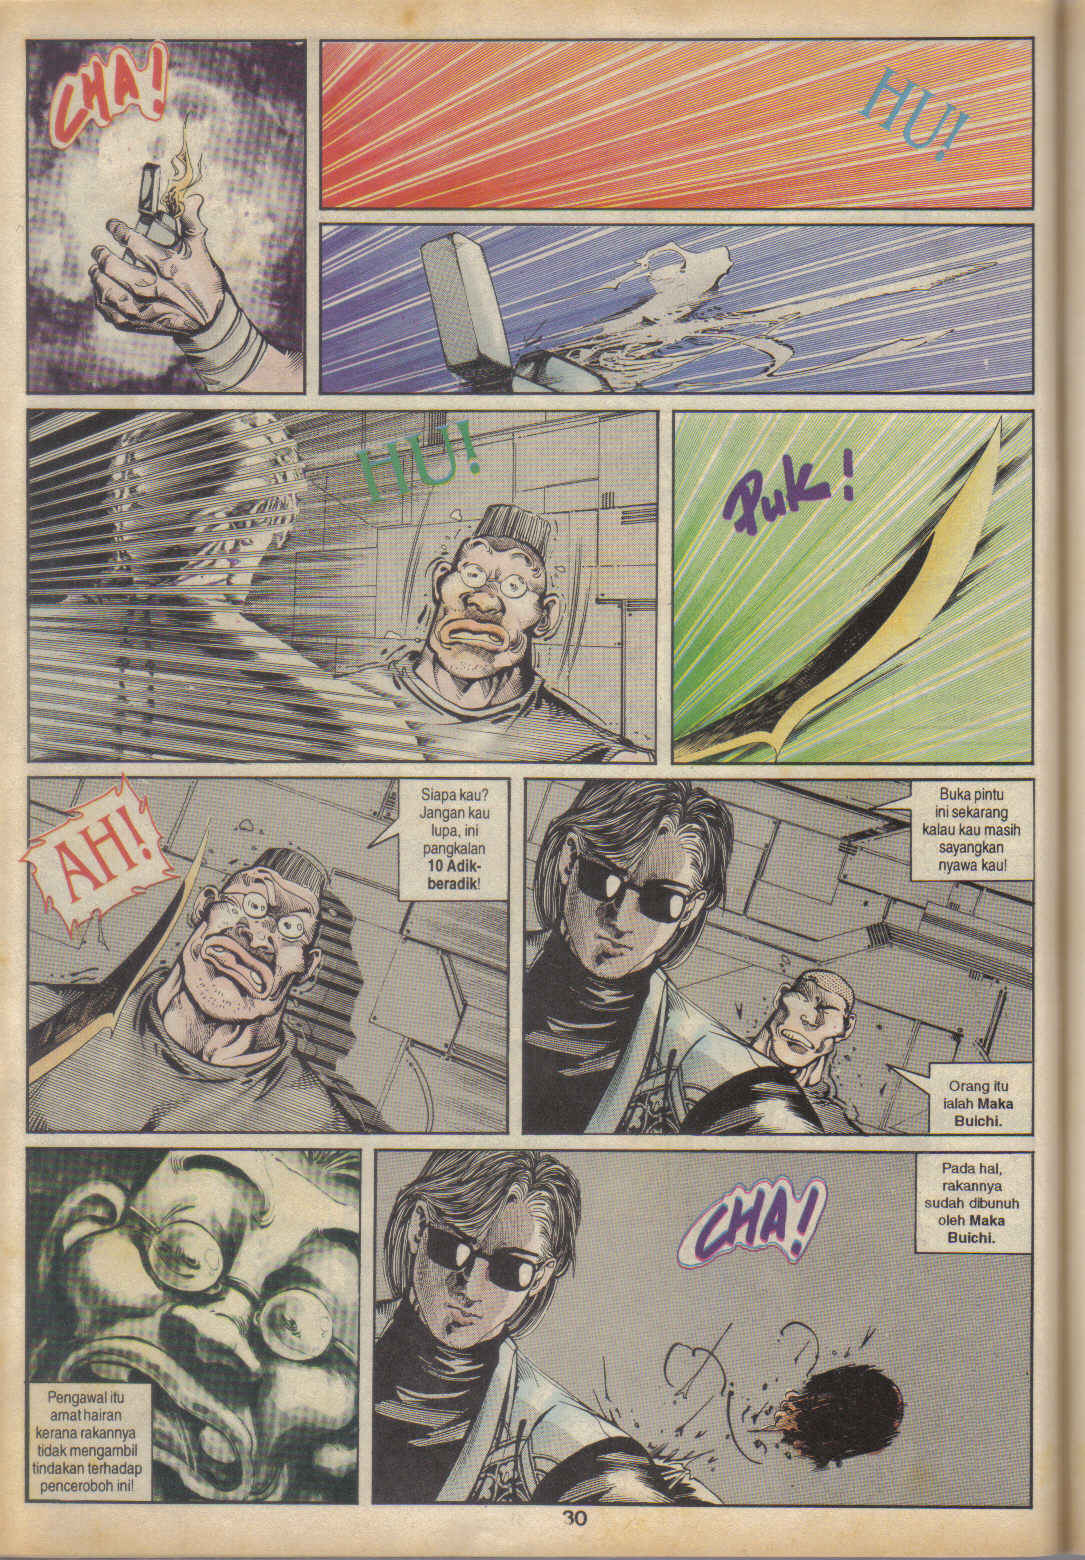 CHA!
HU!
HU!
Puk!
AH!
Siapa kau?
Jangan kau
lupa, ini
pangkalan
10 Adik-
beradik!
Buka pintu
ini sekarang
kalau kau masih
sayangkan
nyawa kau!
Orang itu
ialah Maka
Buichi.
Pengawal itu
amat hairan
kerana rakannya
tidak mengambil
tindakan terhadap
penceroboh ini!
CHA!
Pada hal,
rakannya
sudah dibunuh
oleh Maka
Buichi.
30